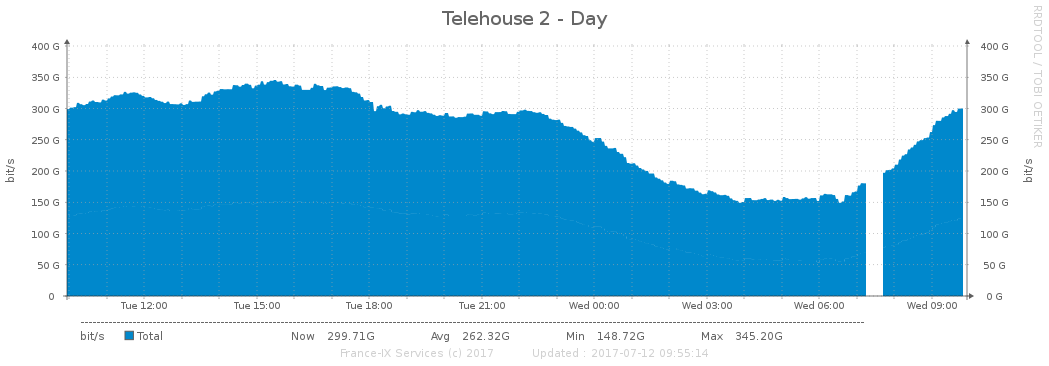 Telehouse 2 - Day
RRDTOOL / TOBI OETIKER
bit/s
400 G 400 G
350 G 350 G
300 G 300 G
250 G 250 G
200 G 200 G
150 G 150 G
100 G 100 G
50 G 50 G
0 0 G
bit/s
Tue 12:00 Tue 15:00 Tue 18:00 Tue 21:00 Wed 00:00 Wed 03:00 Wed 06:00 Wed 09:00
bit/s Total Now 299.71G Avg 262.32G Min 148.72G Max 345.20G
France-IX Services (c) 2017 Updated : 2017-07-12 09:55:14